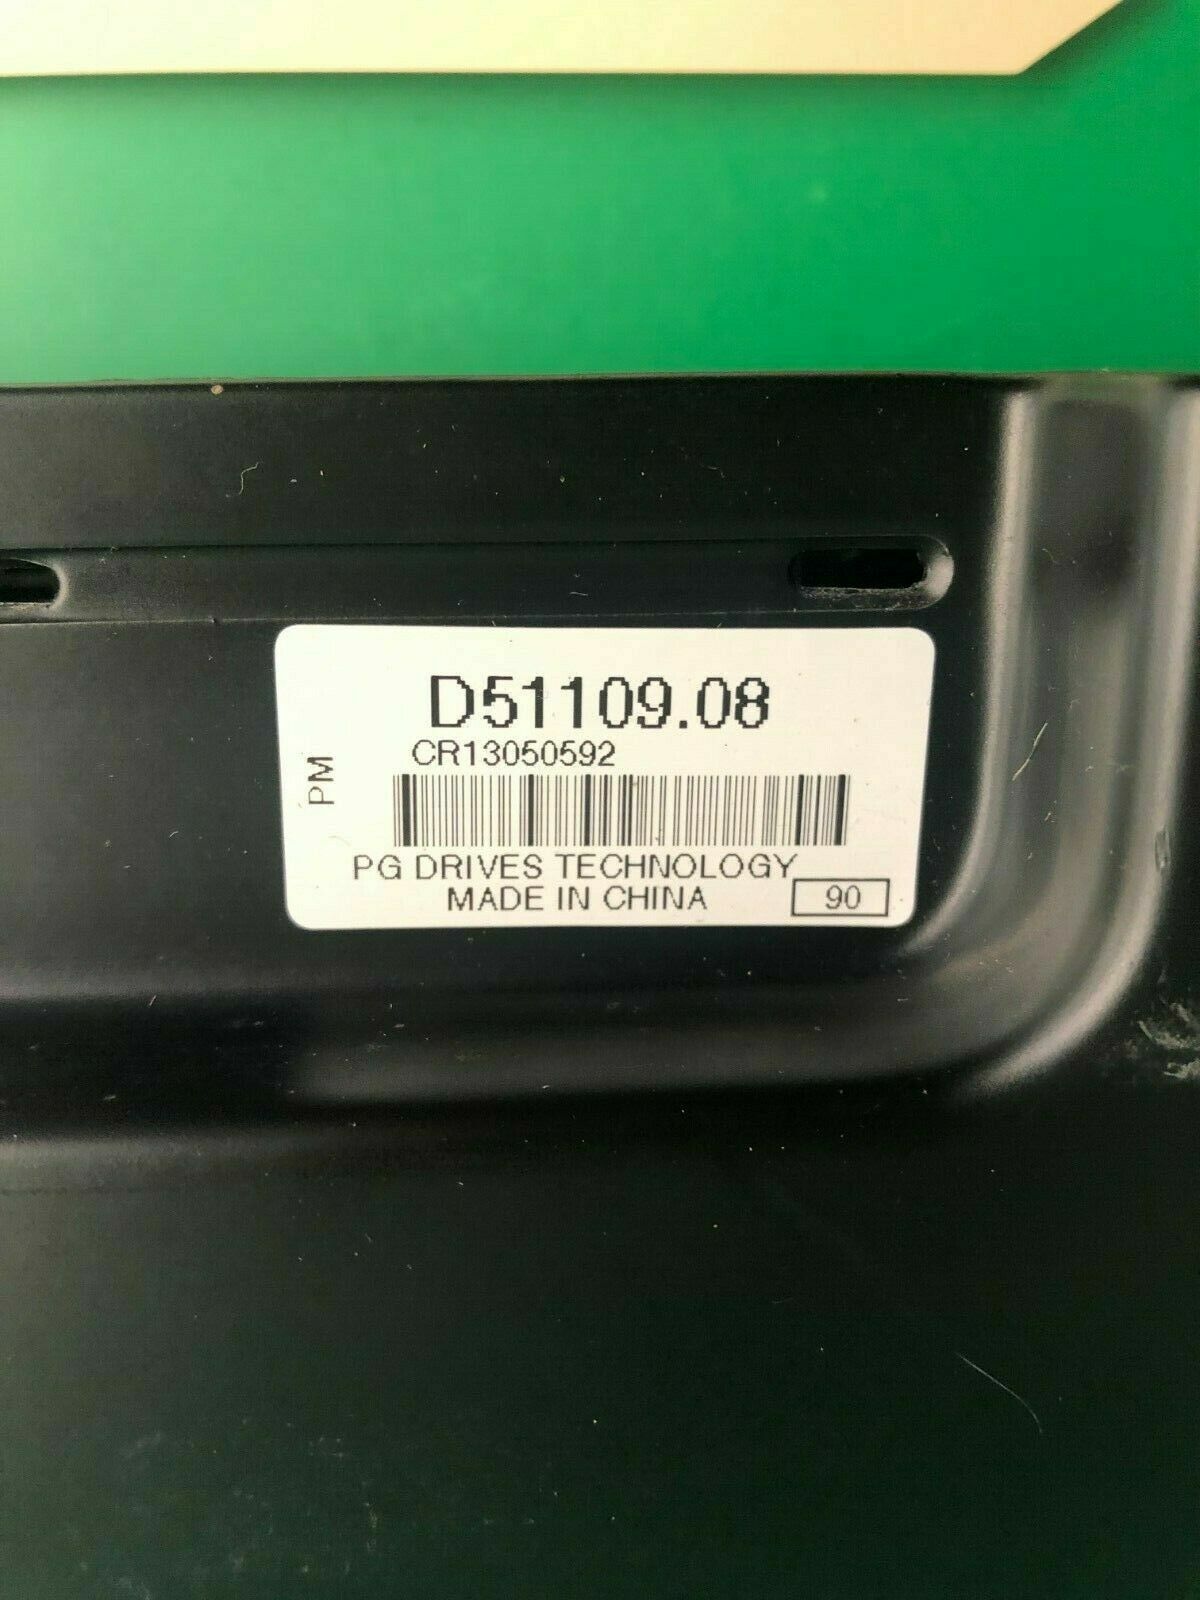 D51109.08
CR13050592
PM
PG DRIVES TECHNOLOGY
MADE IN CHINA
90